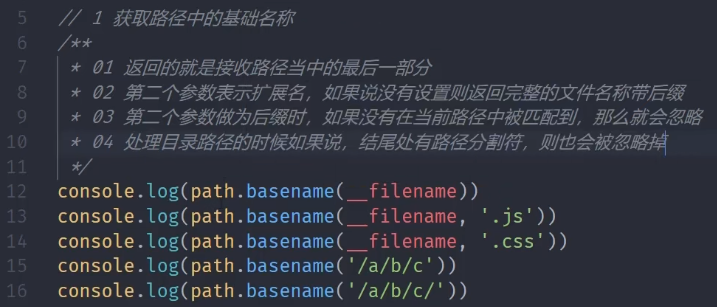 5 // 1 获取路径中的基础名称
6 /**
7 * 01 返回的就是接收路径当中的最后一部分
8 * 02 第二个参数表示扩展名，如果说没有设置则返回完整的文件名称带后缀
9 * 03 第二个参数做为后缀时，如果没有在当前路径中被匹配到，那么就会忽略
10 * 04 处理目录路径的时候如果说，结尾处有路径分割符，则也会被忽略掉
11 */
12 console.log(path.basename(__filename))
13 console.log(path.basename(__filename, '.js'))
14 console.log(path.basename(__filename, '.css'))
15 console.log(path.basename('/a/b/c'))
16 console.log(path.basename('/a/b/c/'))